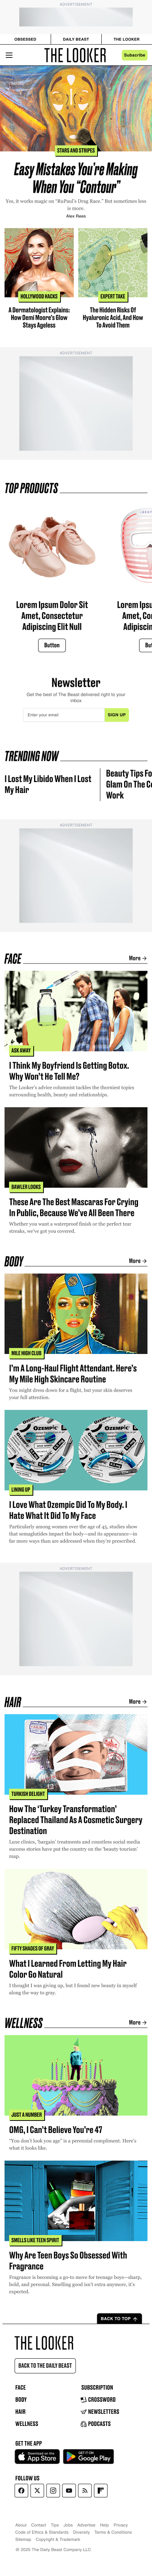 ADVERTISEMENT
OBSESSED
DAILY BEAST
THE LOOKER
THE LOOKER
Subscribe
STARS AND STRIPES
Easy Mistakes You're Making
When You "Contour"
Yes, it works magic on "RuPaul's Drag Race." But sometimes less
is more.
Alex Rees
HOLLYWOOD HACKS
A Dermatologist Explains:
How Demi Moore's Glow
Stays Ageless
EXPERT TAKE
The Hidden Risks Of
Hyaluronic Acid, And How
To Avoid Them
ADVERTISEMENT
TOP PRODUCTS
Lorem Ipsum Dolor Sit
Amet, Consectetur
Adipiscing Elit Null
Button
Lorem Ipsu
Amet, Co
Adipiscin
But
Newsletter
Get the best of The Beast delivered right to your
inbox
Enter your email
SIGN UP
TRENDING NOW
I Lost My Libido When I Lost
My Hair
Beauty Tips Fo
Glam On The Co
Work
ADVERTISEMENT
FACE
More
ASK AWAY
I Think My Boyfriend Is Getting Botox.
Why Won't He Tell Me?
The Looker's advice columnist tackles the thorniest topics
surrounding health, beauty and relationships.
BAWLER LOOKS
These Are The Best Mascaras For Crying
In Public, Because We've All Been There
Whether you want a waterproof finish or the perfect tear
streaks, we've got you covered.
BODY
More
MILE HIGH CLUB
I'm A Long-Haul Flight Attendant. Here's
My Mile High Skincare Routine
You might dress down for a flight, but your skin deserves
your full attention.
LINING UP
I Love What Ozempic Did To My Body. I
Hate What It Did To My Face
Particularly among women over the age of 45, studies show
that semaglutides impact the body—and its appearance—in
far more ways than are addressed when they're prescribed.
ADVERTISEMENT
HAIR
More
TURKISH DELIGHT
How The 'Turkey Transformation'
Replaced Thailand As A Cosmetic Surgery
Destination
Luxe clinics, 'bargain' treatments and countless social media
success stories have put the country on the 'beauty tourism'
map.
FIFTY SHADES OF GRAY
What I Learned From Letting My Hair
Color Go Natural
I thought I was giving up, but I found new beauty in myself
along the way.
WELLNESS
More
JUST A NUMBER
OMG, I Can't Believe You're 47
"You don't look you age" is a perennial compliment. Here's
what it looks like.
SMELLS LIKE TEEN SPIRIT
Why Are Teen Boys So Obsessed With
Fragrance
Fragrance is becoming a go-to move for teenage boys—sharp,
bold, and personal. Smelling good isn't extra anymore, it's
expected.
BACK TO TOP
THE LOOKER
BACK TO THE DAILY BEAST
FACE
BODY
HAIR
WELLNESS
SUBSCRIPTION
CROSSWORD
NEWSLETTERS
PODCASTS
GET THE APP
Download on the
App Store
GET IT ON
Google Play
FOLLOW US
About Contact Tips Jobs Advertise Help Privacy
Code of Ethics & Standards Diversity Terms & Conditions
Sitemap Copyright & Trademark
© 2025 The Daily Beast Company LLC